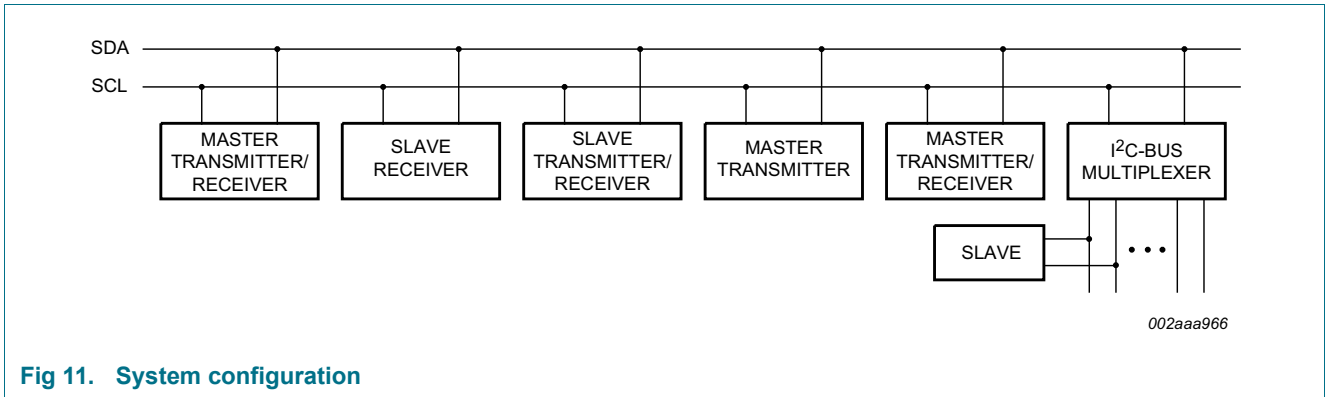 SDA
SCL
MASTER
TRANSMITTER/
RECEIVER
SLAVE
RECEIVER
SLAVE
TRANSMITTER/
RECEIVER
MASTER
TRANSMITTER
MASTER
TRANSMITTER/
RECEIVER
I²C-BUS
MULTIPLEXER
SLAVE
002aaa966
Fig 11. System configuration